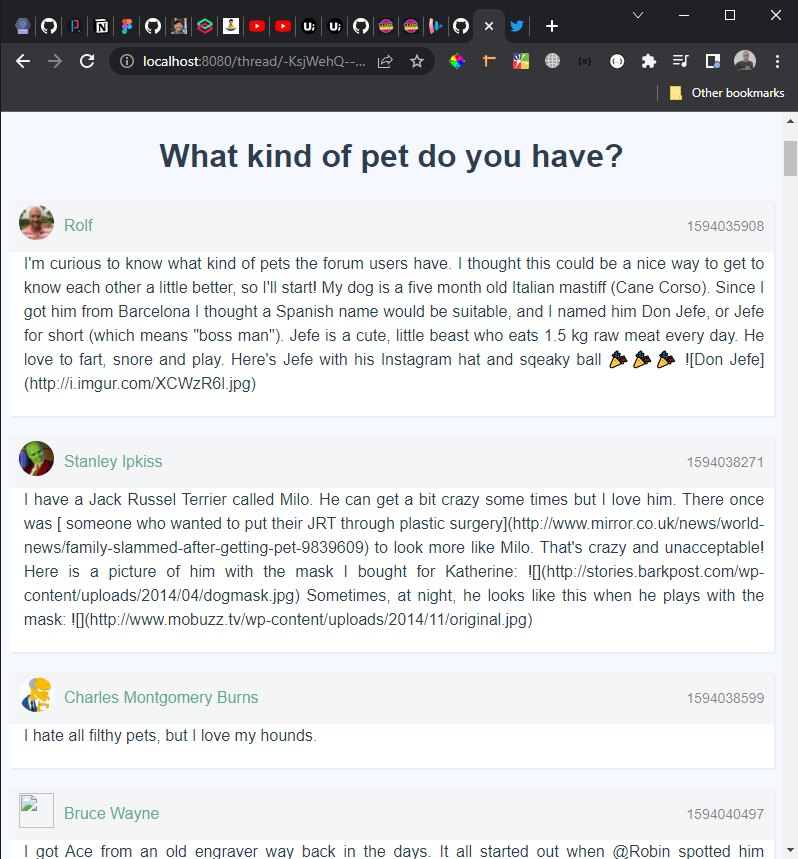 localhost:8080/thread/-KsjWehQ--...
Other bookmarks
What kind of pet do you have?
Rolf
1594035908
I'm curious to know what kind of pets the forum users have. I thought this could be a nice way to get to
know each other a little better, so I'll start! My dog is a five month old Italian mastiff (Cane Corso). Since I
got him from Barcelona I thought a Spanish name would be suitable, and I named him Don Jefe, or Jefe
for short (which means "boss man"). Jefe is a cute, little beast who eats 1.5 kg raw meat every day. He
love to fart, snore and play. Here's Jefe with his Instagram hat and sqeaky ball 🎉 🎉 🎉 ![Don Jefe]
(http://i.imgur.com/XCWzR6l.jpg)
Stanley Ipkiss
1594038271
I have a Jack Russel Terrier called Milo. He can get a bit crazy some times but I love him. There once
was [ someone who wanted to put their JRT through plastic surgery](http://www.mirror.co.uk/news/world-
news/family-slammed-after-getting-pet-9839609) to look more like Milo. That's crazy and unacceptable!
Here is a picture of him with the mask I bought for Katherine: ![](http://stories.barkpost.com/wp-
content/uploads/2014/04/dogmask.jpg) Sometimes, at night, he looks like this when he plays with the
mask: ![](http://www.mobuzz.tv/wp-content/uploads/2014/11/original.jpg)
Charles Montgomery Burns
1594038599
I hate all filthy pets, but I love my hounds.
Bruce Wayne
1594040497
I got Ace from an old engraver way back in the days. It all started out when @Robin spotted him